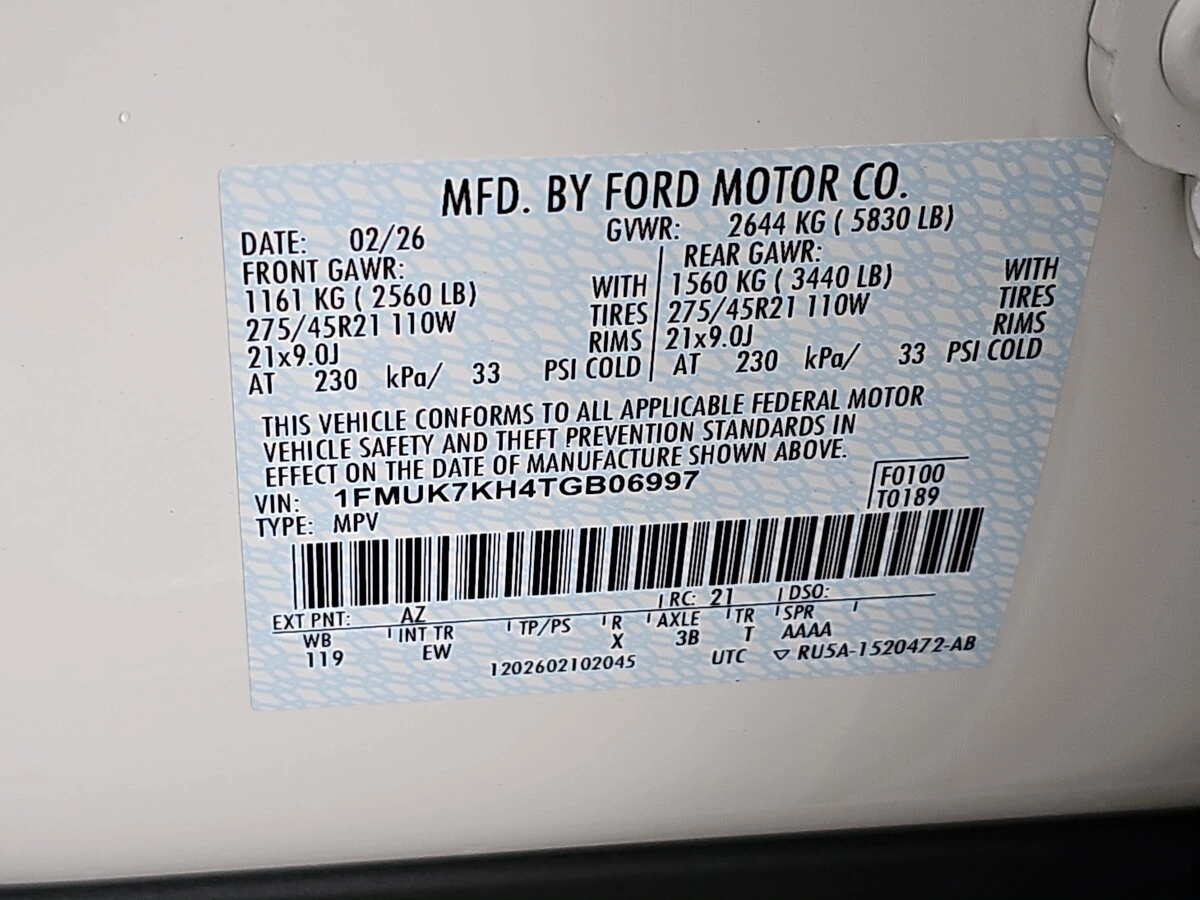 MFD. BY FORD MOTOR CO.
DATE: 02/26 GVWR: 2644 KG ( 5830 LB)
FRONT GAWR: REAR GAWR:
1161 KG ( 2560 LB) WITH 1560 KG ( 3440 LB) WITH
275/45R21 110W TIRES 275/45R21 110W TIRES
21x9.0J RIMS 21x9.0J RIMS
AT 230 kPa/ 33 PSI COLD AT 230 kPa/ 33 PSI COLD
THIS VEHICLE CONFORMS TO ALL APPLICABLE FEDERAL MOTOR
VEHICLE SAFETY AND THEFT PREVENTION STANDARDS IN
EFFECT ON THE DATE OF MANUFACTURE SHOWN ABOVE.
VIN: 1FMUK7KH4TGB06997 F0100
TYPE: MPV T0189
EXT PNT: AZ RC: 21 DSO:
WB INT TR TP/PS R AXLE TR SPR
119 EW X 3B T AAAA
1202602102045 UTC ▽ RU5A-1520472-AB